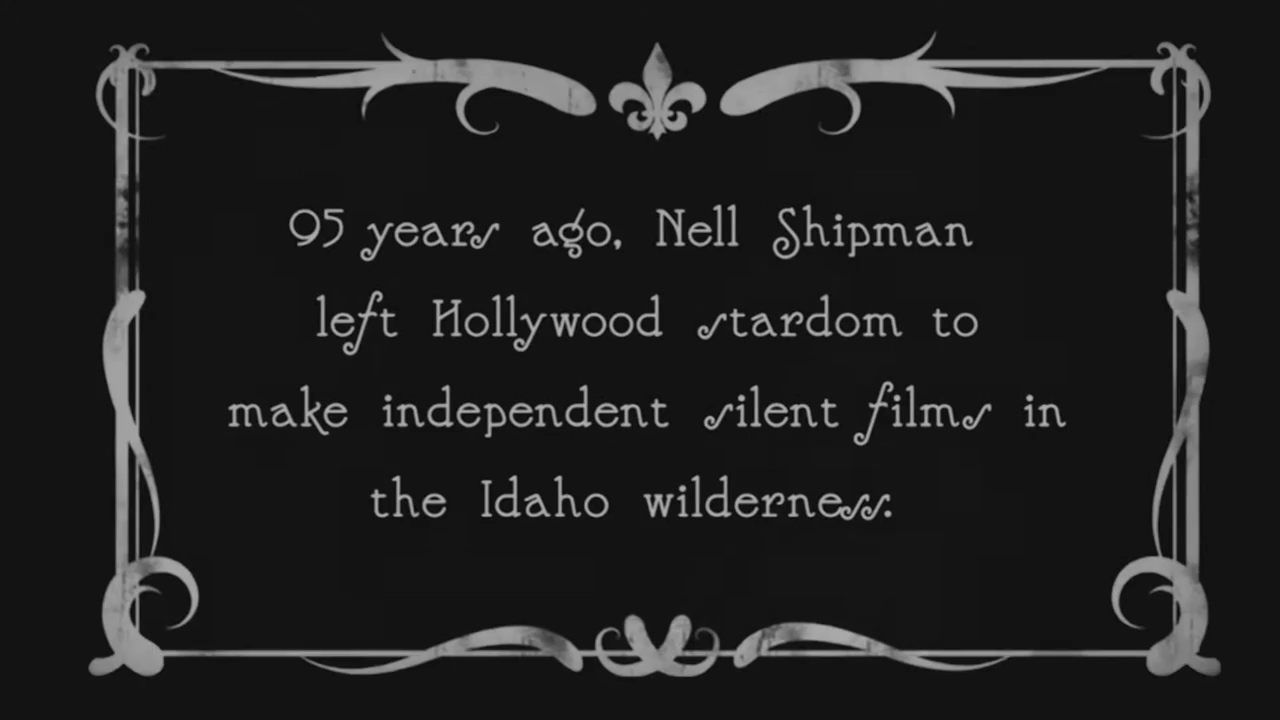 95 years ago, Nell Shipman
left Hollywood stardom to
make independent silent films in
the Idaho wilderness.